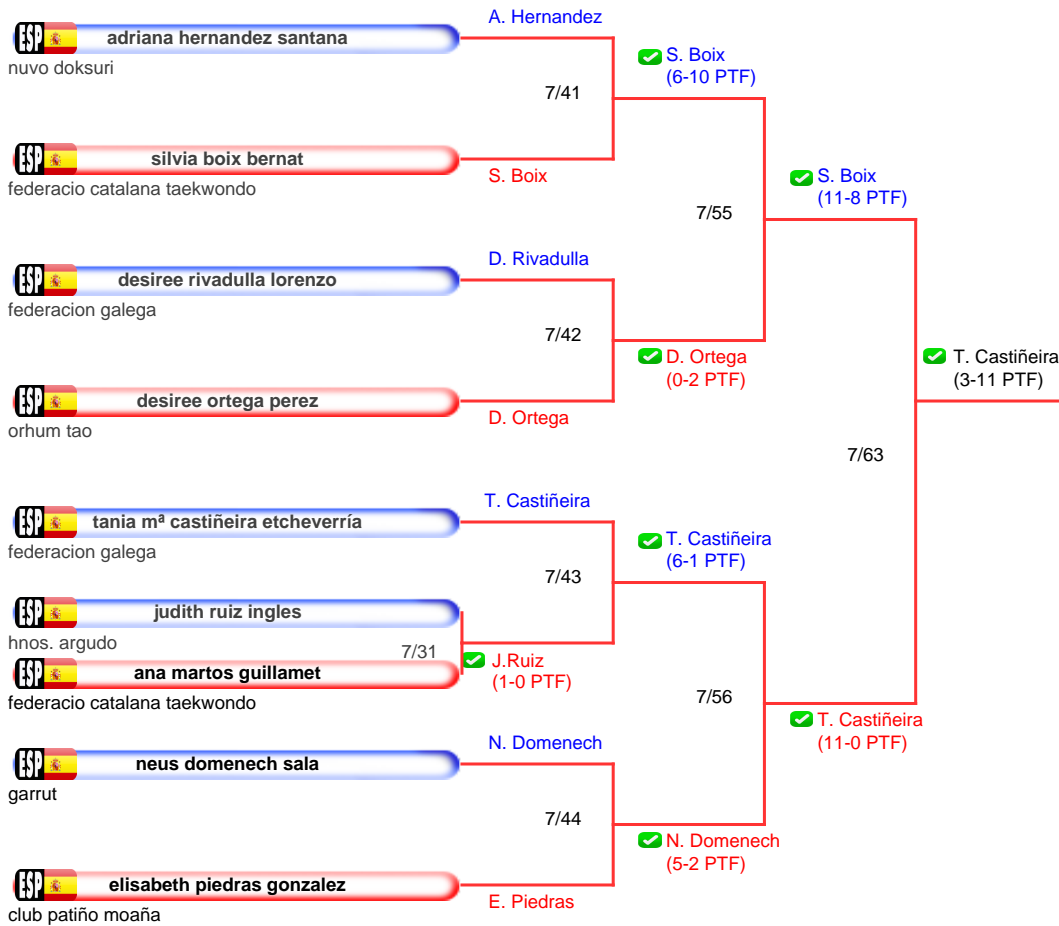 A. Hernandez
ESP adriana hernandez santana
nuvo doksuri
S. Boix
(6-10 PTF)
7/41
ESP silvia boix bernat
federacio catalana taekwondo
S. Boix
S. Boix
(11-8 PTF)
7/55
D. Rivadulla
ESP desiree rivadulla lorenzo
federacion galega
7/42
D. Ortega
(0-2 PTF)
T. Castiñeira
(3-11 PTF)
ESP desiree ortega perez
orhum tao
D. Ortega
7/63
T. Castiñeira
ESP tania mª castiñeira etcheverría
federacion galega
T. Castiñeira
(6-1 PTF)
7/43
ESP judith ruiz ingles
hnos. argudo
7/31
J.Ruiz
(1-0 PTF)
ESP ana martos guillamet
federacio catalana taekwondo
7/56
T. Castiñeira
(11-0 PTF)
N. Domenech
ESP neus domenech sala
garrut
7/44
N. Domenech
(5-2 PTF)
ESP elisabeth piedras gonzalez
club patiño moaña
E. Piedras